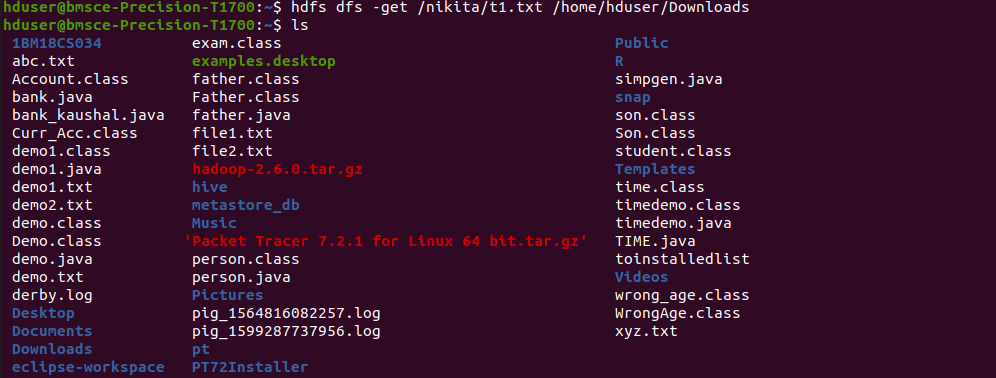 hduser@bmsce-Precision-T1700:~$ hdfs dfs -get /nikita/t1.txt /home/hduser/Downloads
hduser@bmsce-Precision-T1700:~$ ls
1BM18CS034 exam.class Public
abc.txt examples.desktop R
Account.class father.class simpgen.java
bank.java Father.class snap
bank_kaushal.java father.java son.class
Curr_Acc.class file1.txt Son.class
demo1.class file2.txt student.class
demo1.java hadoop-2.6.0.tar.gz Templates
demo1.txt hive time.class
demo2.txt metastore_db timedemo.class
demo.class Music timedemo.java
Demo.class 'Packet Tracer 7.2.1 for Linux 64 bit.tar.gz' TIME.java
demo.java person.class toinstalledlist
demo.txt person.java Videos
derby.log Pictures wrong_age.class
Desktop pig_1564816082257.log WrongAge.class
Documents pig_1599287737956.log xyz.txt
Downloads pt
eclipse-workspace PT72Installer